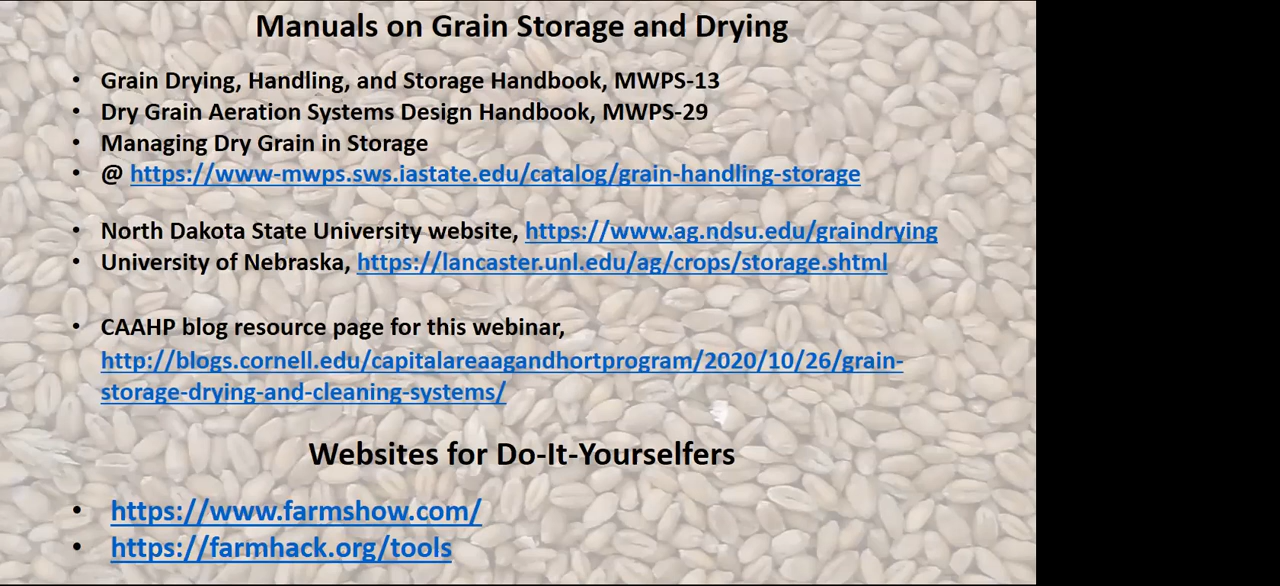 Manuals on Grain Storage and Drying
• Grain Drying, Handling, and Storage Handbook, MWPS-13
• Dry Grain Aeration Systems Design Handbook, MWPS-29
• Managing Dry Grain in Storage
• @ https://www-mwps.sws.iastate.edu/catalog/grain-handling-storage
• North Dakota State University website, https://www.ag.ndsu.edu/graindrying
• University of Nebraska, https://lancaster.unl.edu/ag/crops/storage.shtml
• CAAHP blog resource page for this webinar,
http://blogs.cornell.edu/capitalareaagandhortprogram/2020/10/26/grain-
storage-drying-and-cleaning-systems/
Websites for Do-It-Yourselfers
• https://www.farmshow.com/
• https://farmhack.org/tools